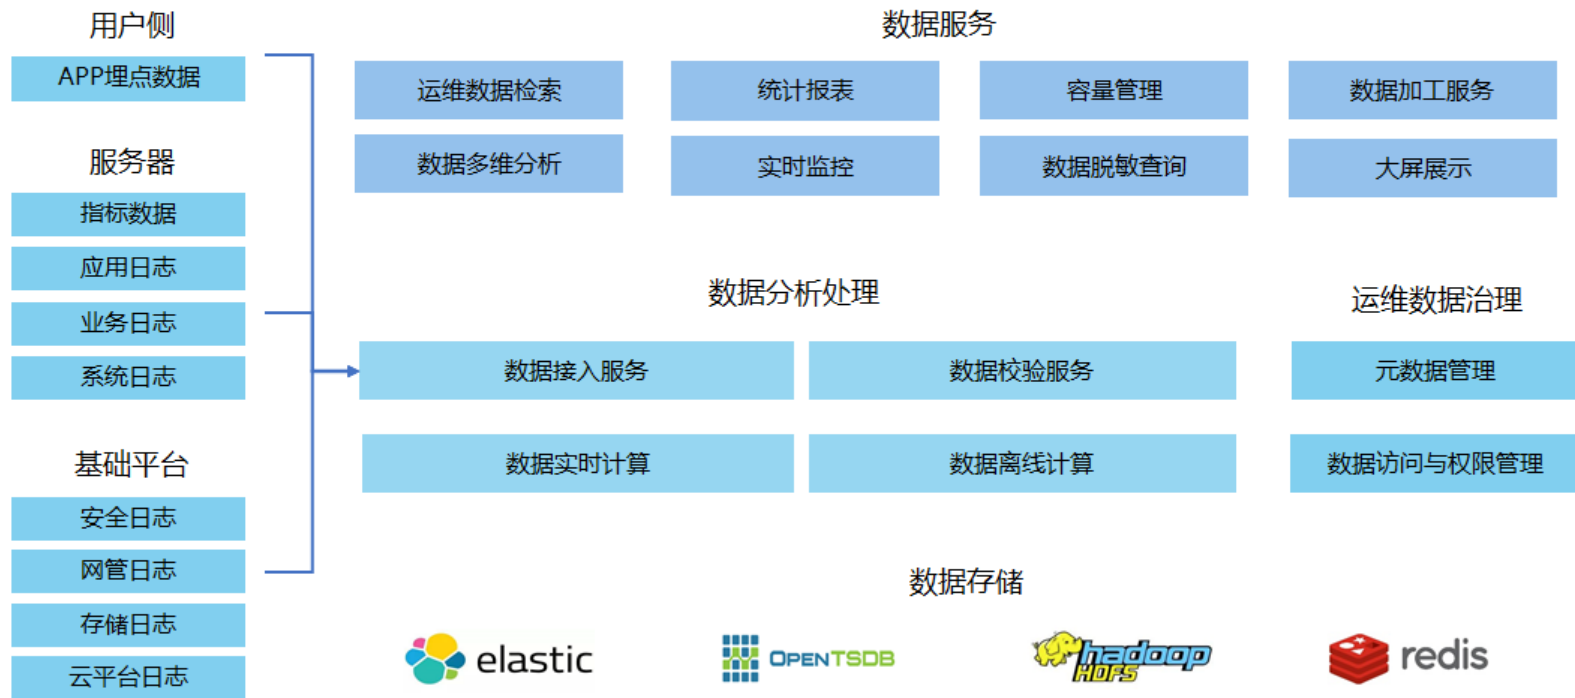 用户侧
APP埋点数据
服务器
指标数据
应用日志
业务日志
系统日志
基础平台
安全日志
网管日志
存储日志
云平台日志
数据服务
运维数据检索
统计报表
容量管理
数据加工服务
数据多维分析
实时监控
数据脱敏查询
大屏展示
数据分析处理
数据接入服务
数据校验服务
数据实时计算
数据离线计算
运维数据治理
元数据管理
数据访问与权限管理
数据存储
elastic
OPENTSDB
hadoop
HDFS
redis